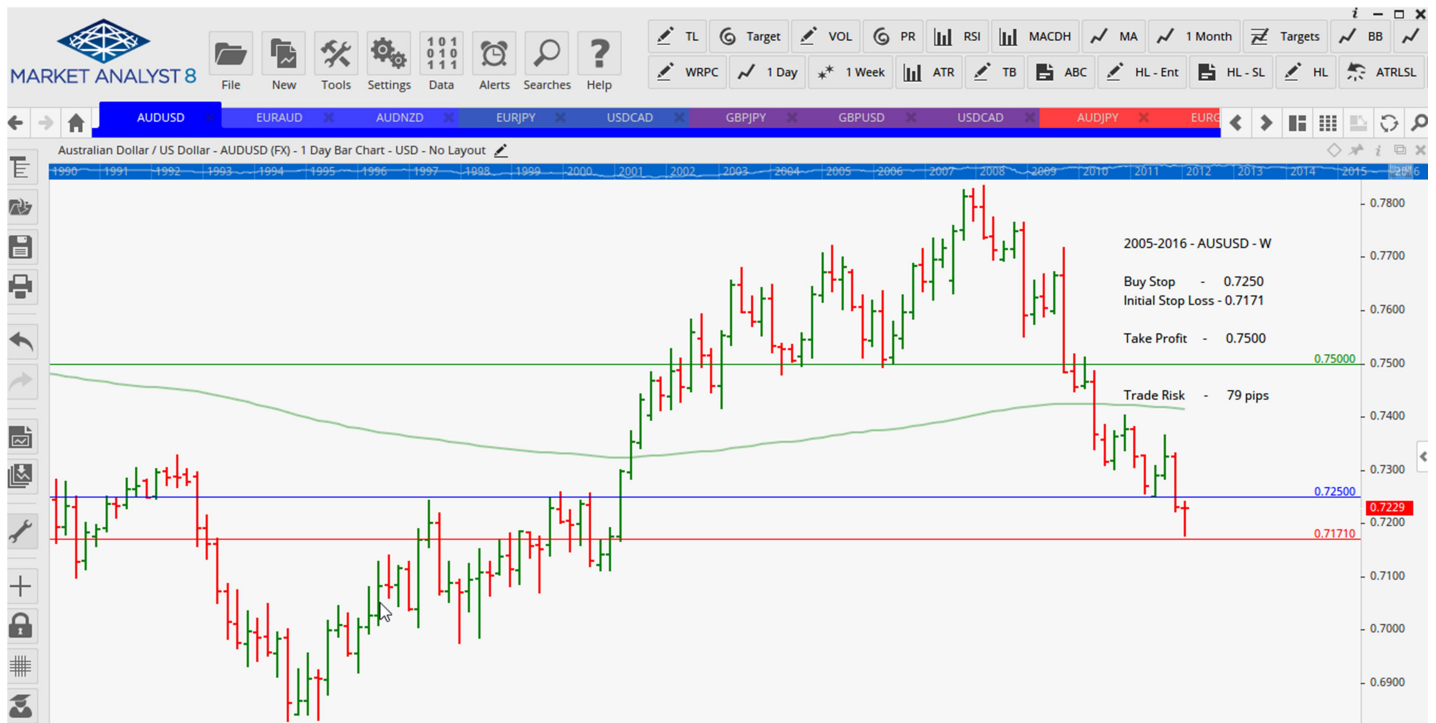 TL Target VOL PR RSI MACDH MA 1 Month Targets BB
MARKET ANALYST 8
File New Tools Settings Data Alerts Searches Help
WRPC 1 Day 1 Week ATR TB ABC HL - Ent HL - SL HL ATRLSL
AUDUSD EURAUD AUDNZD EURJPY USDCAD GBPJPY GBPUSD USDCAD AUDJPY EURG
Australian Dollar / US Dollar - AUDUSD (FX) - 1 Day Bar Chart - USD - No Layout
1990 1991 1992 1993 1994 1995 1996 1997 1998 1999 2000 2001 2002 2003 2004 2005 2006 2007 2008 2009 2010 2011 2012 2013 2014 2015
0.7800
2005-2016 - AUSUSD - W
0.7700
Buy Stop - 0.7250
Initial Stop Loss - 0.7171
0.7600
Take Profit - 0.7500
0.75000
0.7500
Trade Risk - 79 pips
0.7400
0.7300
0.72500
0.7229
0.7200
0.71710
0.7100
0.7000
0.6900